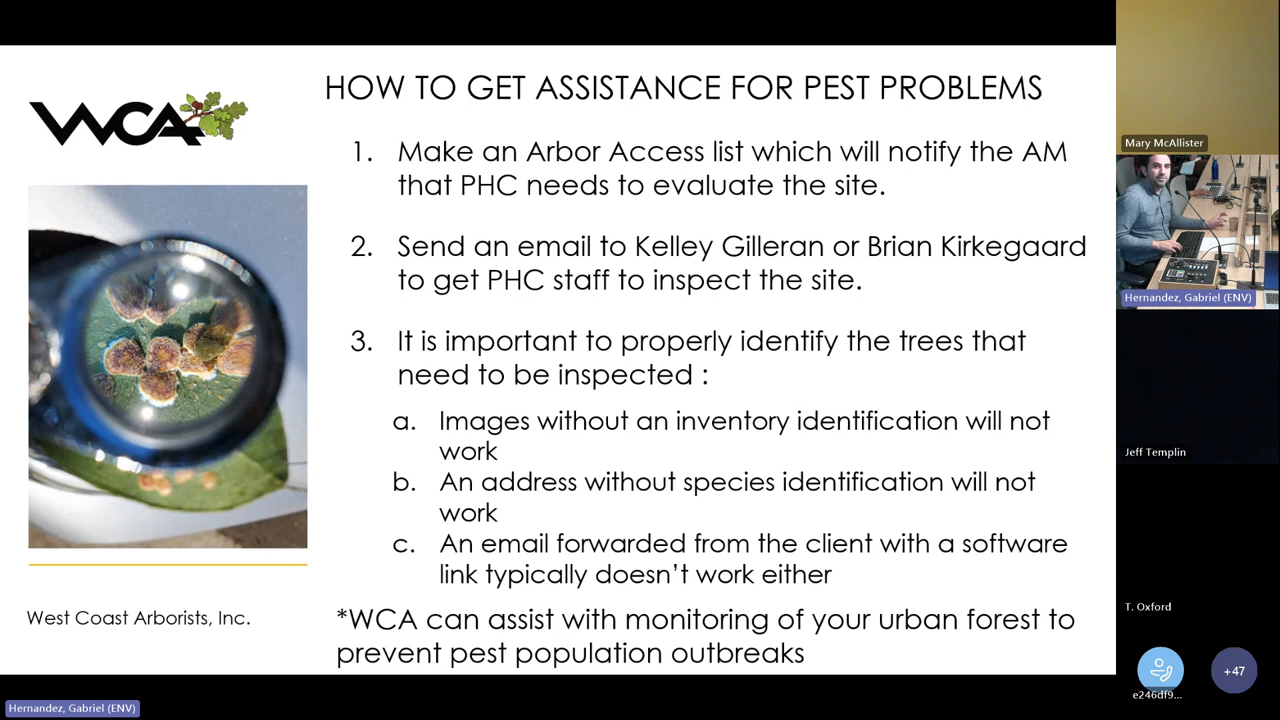 WCA
HOW TO GET ASSISTANCE FOR PEST PROBLEMS
1. Make an Arbor Access list which will notify the AM
that PHC needs to evaluate the site.
2. Send an email to Kelley Gilleran or Brian Kirkegaard
to get PHC staff to inspect the site.
3. It is important to properly identify the trees that
need to be inspected :
a. Images without an inventory identification will not
work
b. An address without species identification will not
work
c. An email forwarded from the client with a software
link typically doesn’t work either
*WCA can assist with monitoring of your urban forest to
prevent pest population outbreaks
West Coast Arborists, Inc.
Mary McAllister
Hernandez, Gabriel (ENV)
Jeff Templin
T. Oxford
e246df9...
+47
Hernandez, Gabriel (ENV)